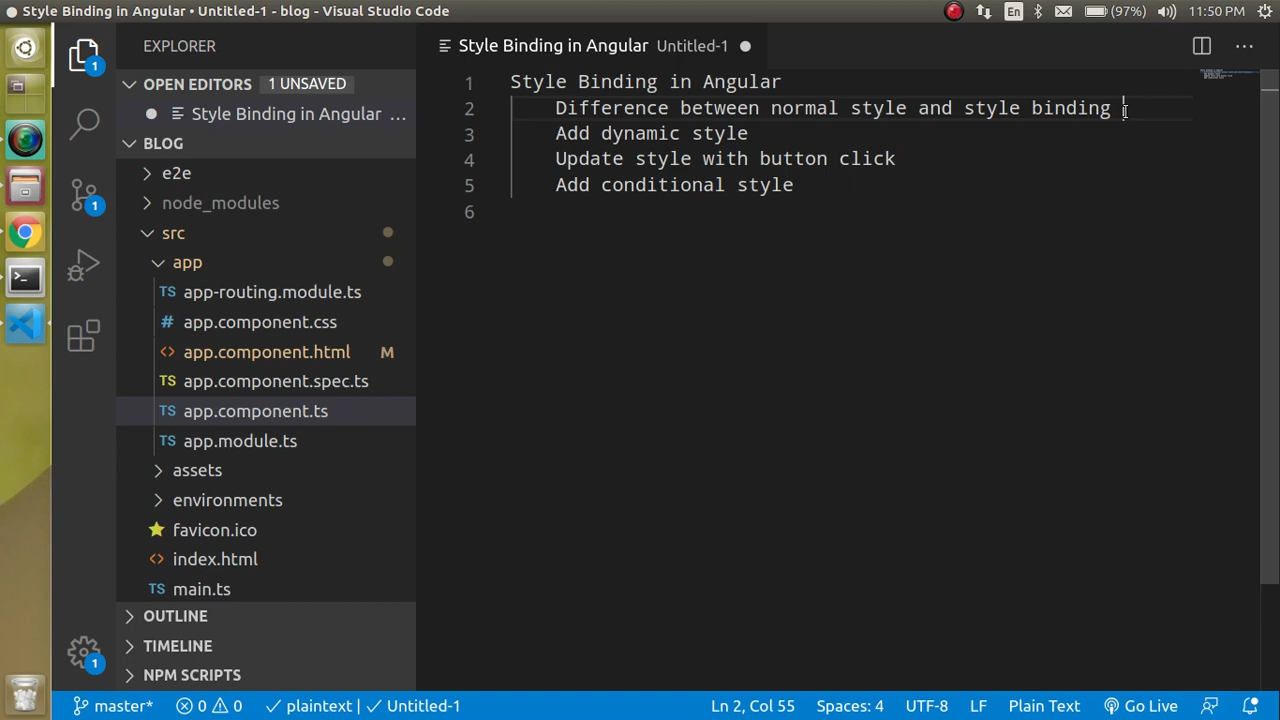 Style Binding in Angular • Untitled-1 - blog - Visual Studio Code
En
(97%)
11:50 PM
EXPLORER
OPEN EDITORS 1 UNSAVED
Style Binding in Angular ...
BLOG
e2e
node_modules
src
app
TS app-routing.module.ts
# app.component.css
<> app.component.html M
TS app.component.spec.ts
TS app.component.ts
TS app.module.ts
assets
environments
favicon.ico
<> index.html
TS main.ts
OUTLINE
TIMELINE
NPM SCRIPTS
1
1
1
Style Binding in Angular Untitled-1
1 Style Binding in Angular
2 Difference between normal style and style binding
3 Add dynamic style
4 Update style with button click
5 Add conditional style
6
master* 0 0 plaintext Untitled-1 Ln 2, Col 55 Spaces: 4 UTF-8 LF Plain Text Go Live